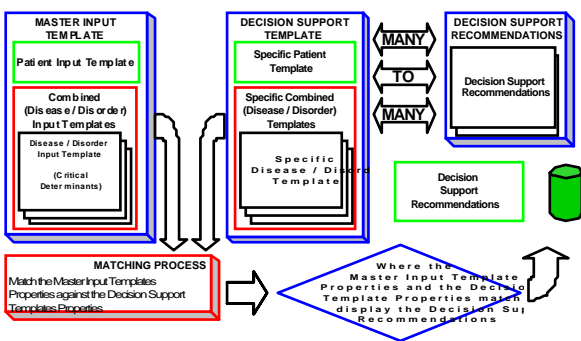 MASTER INPUT
TEMPLATE
Patient Input Template
Combined
(Disease / Disorder)
Input Templates
Disease / Disorder
Input Template
(Critical
Determinants)
DECISION SUPPORT
TEMPLATE
Specific Patient
Template
Specific Combined
(Disease / Disorder)
Templates
Specific
Disease / Disord
Template
MANY
TO
MANY
DECISION SUPPORT
RECOMMENDATIONS
Decision Support
Recommendations
Decision
Support
Recommendations
MATCHING PROCESS
Match the Master Input Templates
Properties against the Decision Support
Templates Properties
Where the
Master Input Template
Properties and the Decisio
Template Properties match
display the Decision Sup
Recommendations